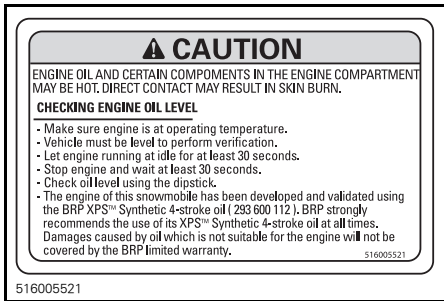 CAUTION
ENGINE OIL AND CERTAIN COMPOMENTS IN THE ENGINE COMPARTMENT
MAY BE HOT. DIRECT CONTACT MAY RESULT IN SKIN BURN.
CHECKING ENGINE OIL LEVEL
- Make sure engine is at operating temperature.
- Vehicle must be level to perform verification.
- Let engine running at idle for at least 30 seconds.
- Stop engine and wait at least 30 seconds.
- Check oil level using the dipstick.
- The engine of this snowmobile has been developed and validated using
the BRP XPS™ Synthetic 4-stroke oil ( 293 600 112 ). BRP strongly
recommends the use of its XPS™ Synthetic 4-stroke oil at all times.
Damages caused by oil which is not suitable for the engine will not be
covered by the BRP limited warranty.
516005521
516005521